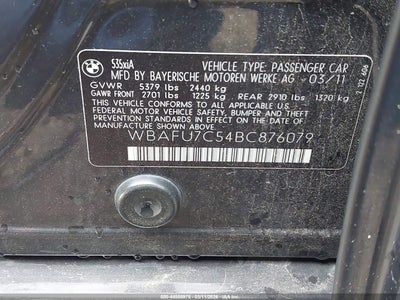 535xiA
VEHICLE TYPE: PASSENGER CAR
MFD BY BAYERISCHE MOTOREN WERKE AG - 03/11
GVWR 5379 lbs 2440 kg
GAWR FRONT 2701 lbs 1225 kg REAR 2910 lbs 1320 kg
THIS VEHICLE CONFORMS TO ALL APPLICABLE U.S.
FEDERAL MOTOR VEHICLE SAFETY, BUMPER AND THEFT
PREVENTION STANDARDS IN EFFECT ON THE DATE OF
MANUFACTURE SHOWN ABOVE.
WBAFU7C54BC876079